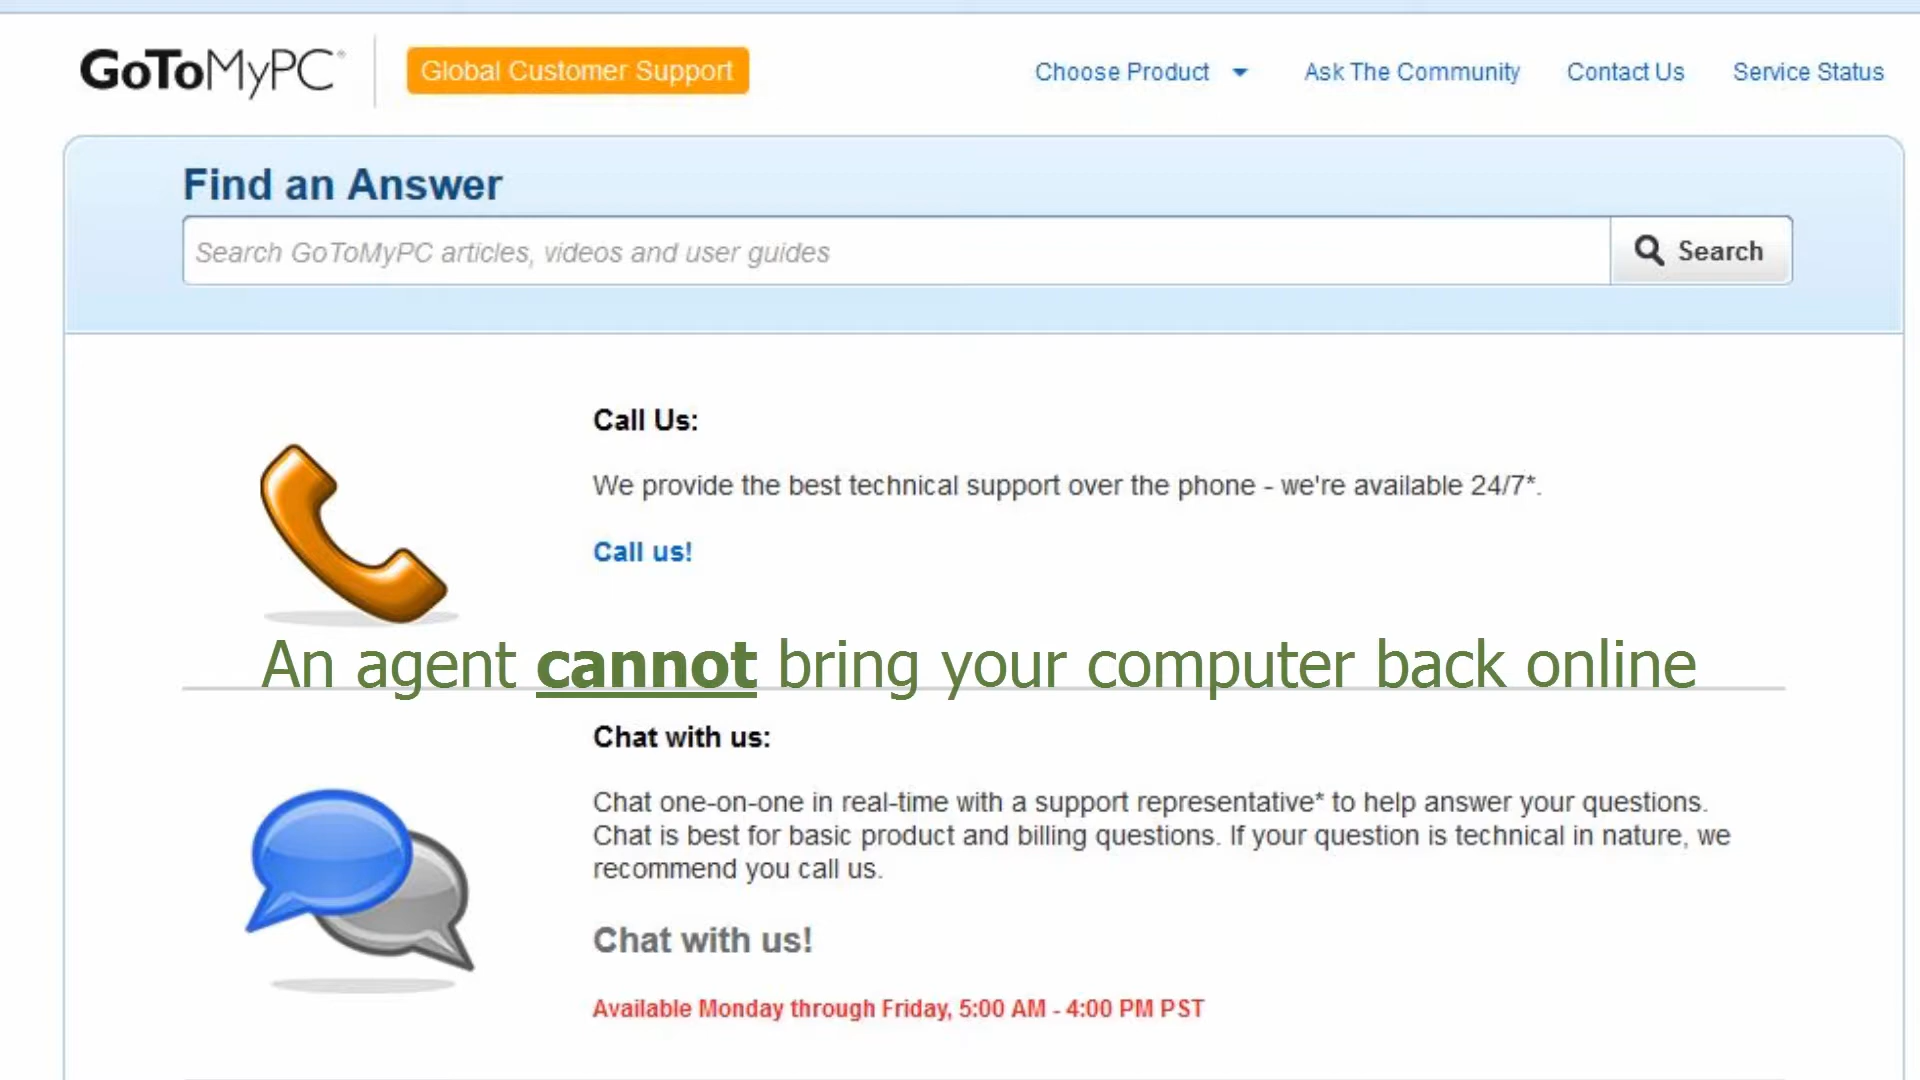 GoToMyPC Global Customer Support Choose Product Ask The Community Contact Us Service Status
Find an Answer
Search GoToMyPC articles, videos and user guides Search
Call Us:
We provide the best technical support over the phone - we're available 24/7*.
Call us!
An agent cannot bring your computer back online
Chat with us:
Chat one-on-one in real-time with a support representative* to help answer your questions.
Chat is best for basic product and billing questions. If your question is technical in nature, we
recommend you call us.
Chat with us!
Available Monday through Friday, 5:00 AM - 4:00 PM PST